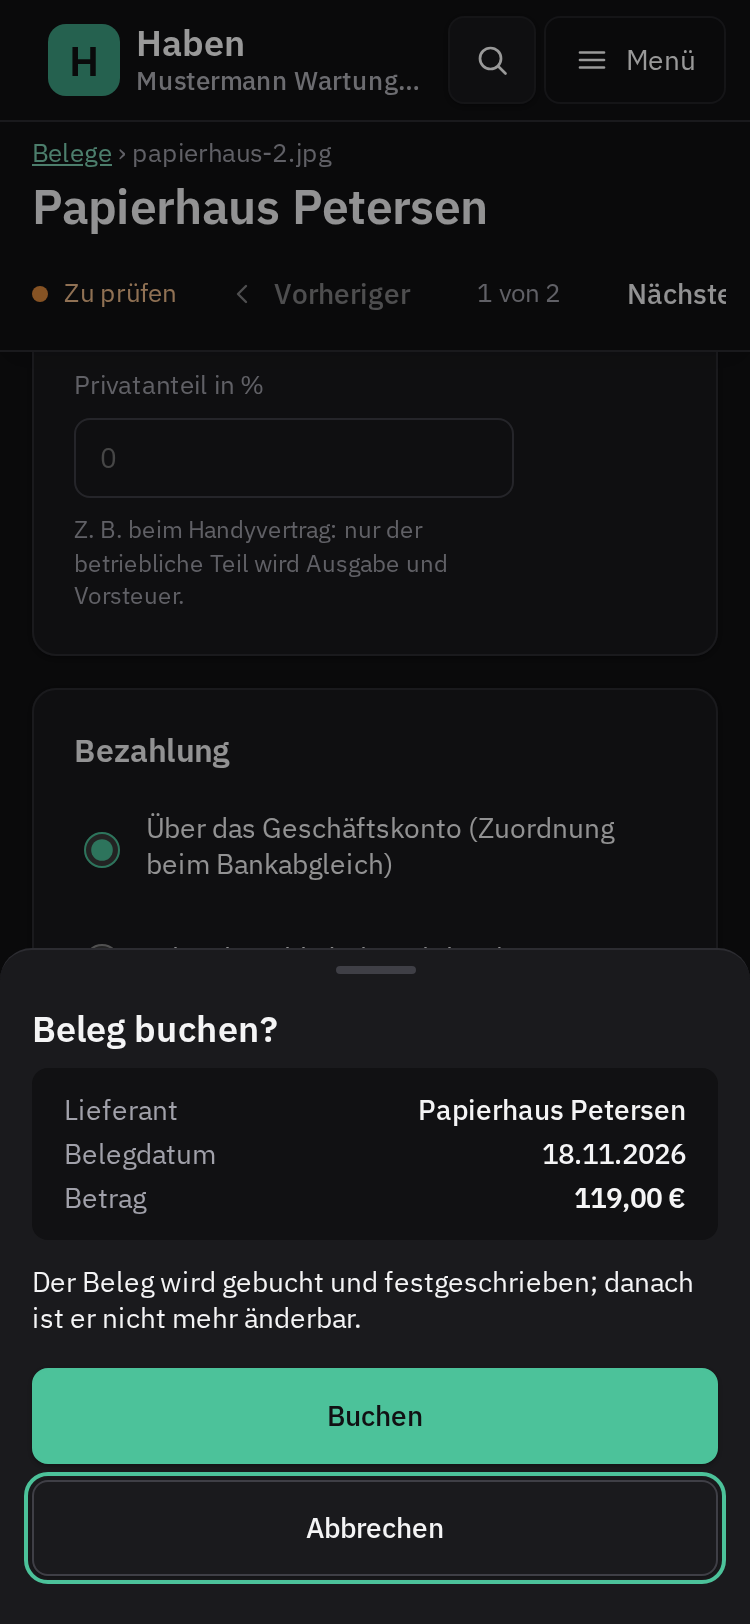 H
Haben
Mustermann Wartung…
Menü
Belege › papierhaus-2.jpg
Papierhaus Petersen
Zu prüfen
Vorheriger
1 von 2
Nächste
Privatanteil in %
0
Z. B. beim Handyvertrag: nur der
betriebliche Teil wird Ausgabe und
Vorsteuer.
Bezahlung
Über das Geschäftskonto (Zuordnung
beim Bankabgleich)
Beleg buchen?
Lieferant Papierhaus Petersen
Belegdatum 18.11.2026
Betrag 119,00 €
Der Beleg wird gebucht und festgeschrieben; danach
ist er nicht mehr änderbar.
Buchen
Abbrechen